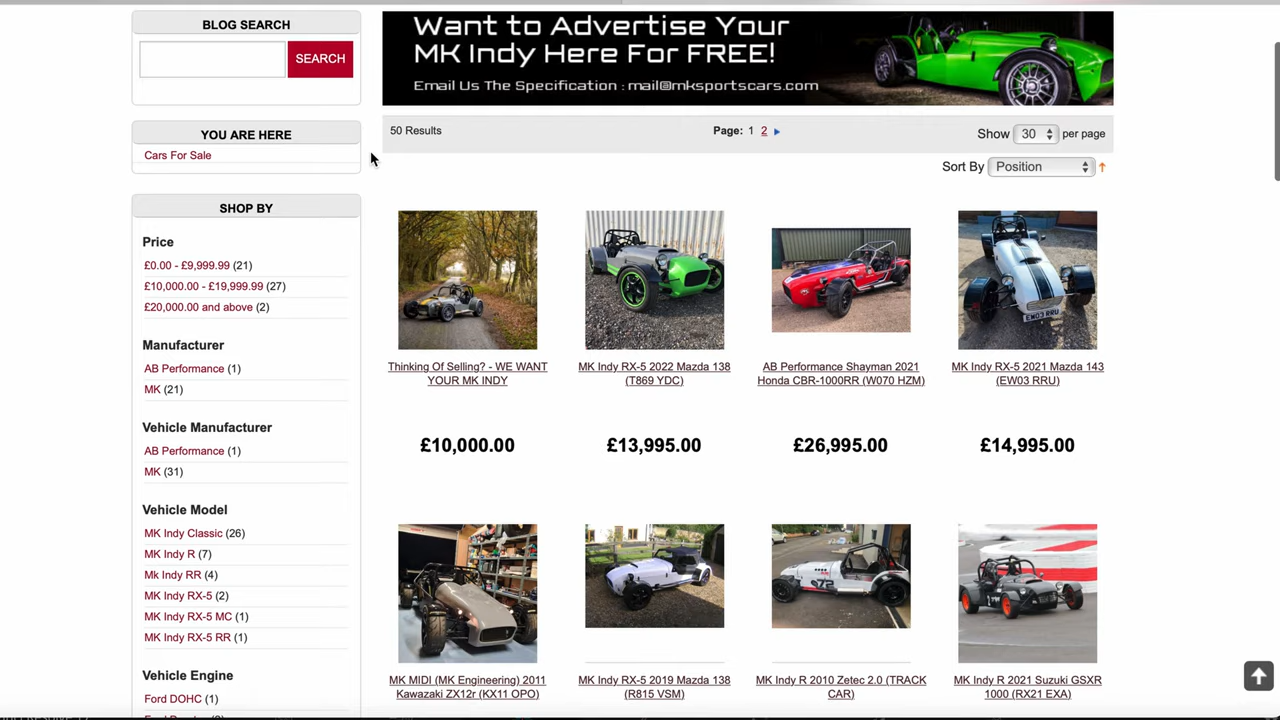 BLOG SEARCH
SEARCH
YOU ARE HERE
Cars For Sale
SHOP BY
Price
£0.00 - £9,999.99 (21)
£10,000.00 - £19,999.99 (27)
£20,000.00 and above (2)
Manufacturer
AB Performance (1)
MK (21)
Vehicle Manufacturer
AB Performance (1)
MK (31)
Vehicle Model
MK Indy Classic (26)
MK Indy R (7)
Mk Indy RR (4)
MK Indy RX-5 (2)
MK Indy RX-5 MC (1)
MK Indy RX-5 RR (1)
Vehicle Engine
Ford DOHC (1)
Want to Advertise Your
MK Indy Here For FREE!
Email Us The Specification : mail@mksportscars.com
50 Results
Page: 1 2
Show 30 per page
Sort By Position
Thinking Of Selling? - WE WANT
YOUR MK INDY
£10,000.00
MK Indy RX-5 2022 Mazda 138
(T869 YDC)
£13,995.00
AB Performance Shayman 2021
Honda CBR-1000RR (W070 HZM)
£26,995.00
EW03 RRU
MK Indy RX-5 2021 Mazda 143
(EW03 RRU)
£14,995.00
MK MIDI (MK Engineering) 2011
Kawazaki ZX12r (KX11 OPO)
MK Indy RX-5 2019 Mazda 138
(R815 VSM)
MK Indy R 2010 Zetec 2.0 (TRACK
CAR)
MK Indy R 2021 Suzuki GSXR
1000 (RX21 EXA)